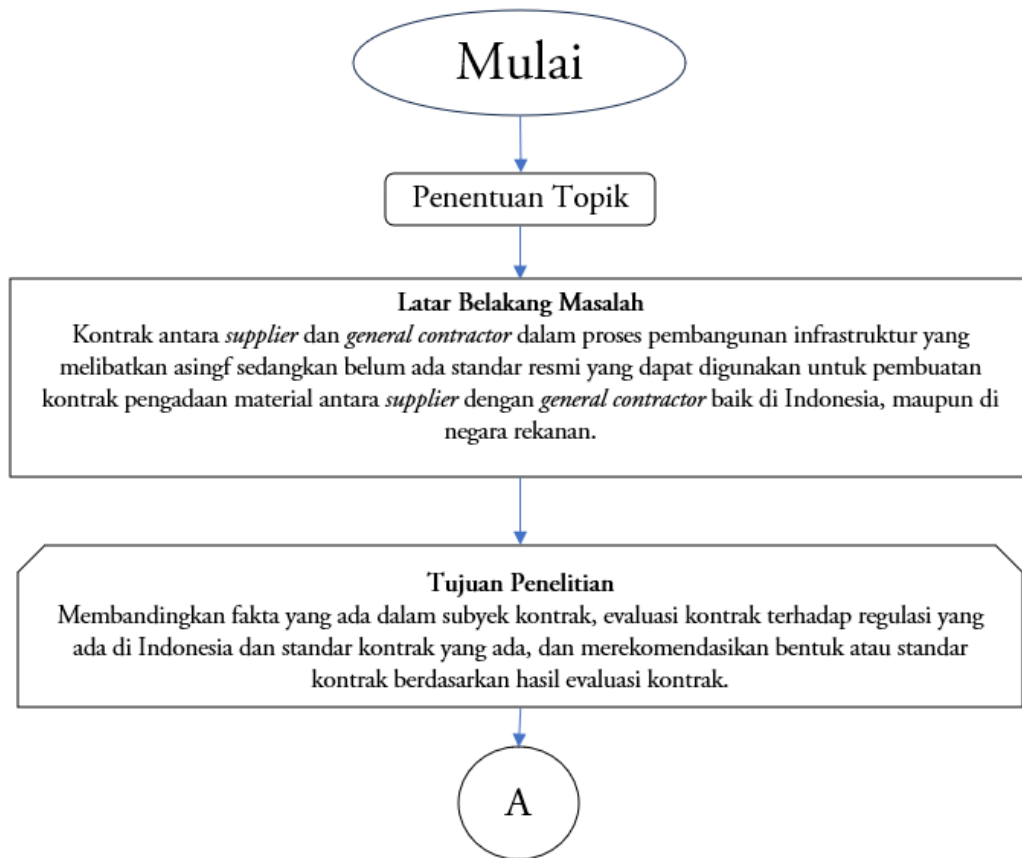 Mulai
Penentuan Topik
Latar Belakang Masalah
Kontrak antara supplier dan general contractor dalam proses pembangunan infrastruktur yang
melibatkan asingf sedangkan belum ada standar resmi yang dapat digunakan untuk pembuatan
kontrak pengadaan material antara supplier dengan general contractor baik di Indonesia, maupun di
negara rekanan.
Tujuan Penelitian
Membandingkan fakta yang ada dalam subyek kontrak, evaluasi kontrak terhadap regulasi yang
ada di Indonesia dan standar kontrak yang ada, dan merekomendasikan bentuk atau standar
kontrak berdasarkan hasil evaluasi kontrak.
A